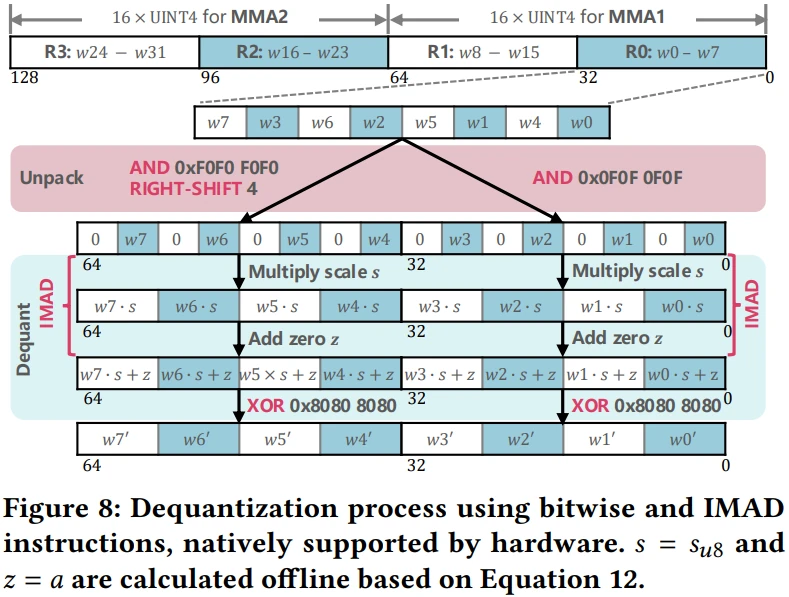 16 × UINT4 for MMA2 16 × UINT4 for MMA1
R3: w24 − w31 R2: w16 – w23 R1: w8 − w15 R0: w0 – w7
128 96 64 32 0
w7 w3 w6 w2 w5 w1 w4 w0
Unpack
AND 0xF0F0 F0F0
RIGHT-SHIFT 4
AND 0x0F0F 0F0F
0 w7 0 w6 0 w5 0 w4 0 w3 0 w2 0 w1 0 w0
64 32 0
Dequant
IMAD
Multiply scale s Multiply scale s
IMAD
w7 · s w6 · s w5 · s w4 · s w3 · s w2 · s w1 · s w0 · s
64 32 0
Add zero z Add zero z
w7 · s + z w6 · s + z w5 × s + z w4 · s + z w3 · s + z w2 · s + z w1 · s + z w0 · s + z
64 32 0
XOR 0x8080 8080 XOR 0x8080 8080
w7′ w6′ w5′ w4′ w3′ w2′ w1′ w0′
64 32 0
Figure 8: Dequantization process using bitwise and IMAD
instructions, natively supported by hardware. s = su8 and
z = a are calculated offline based on Equation 12.